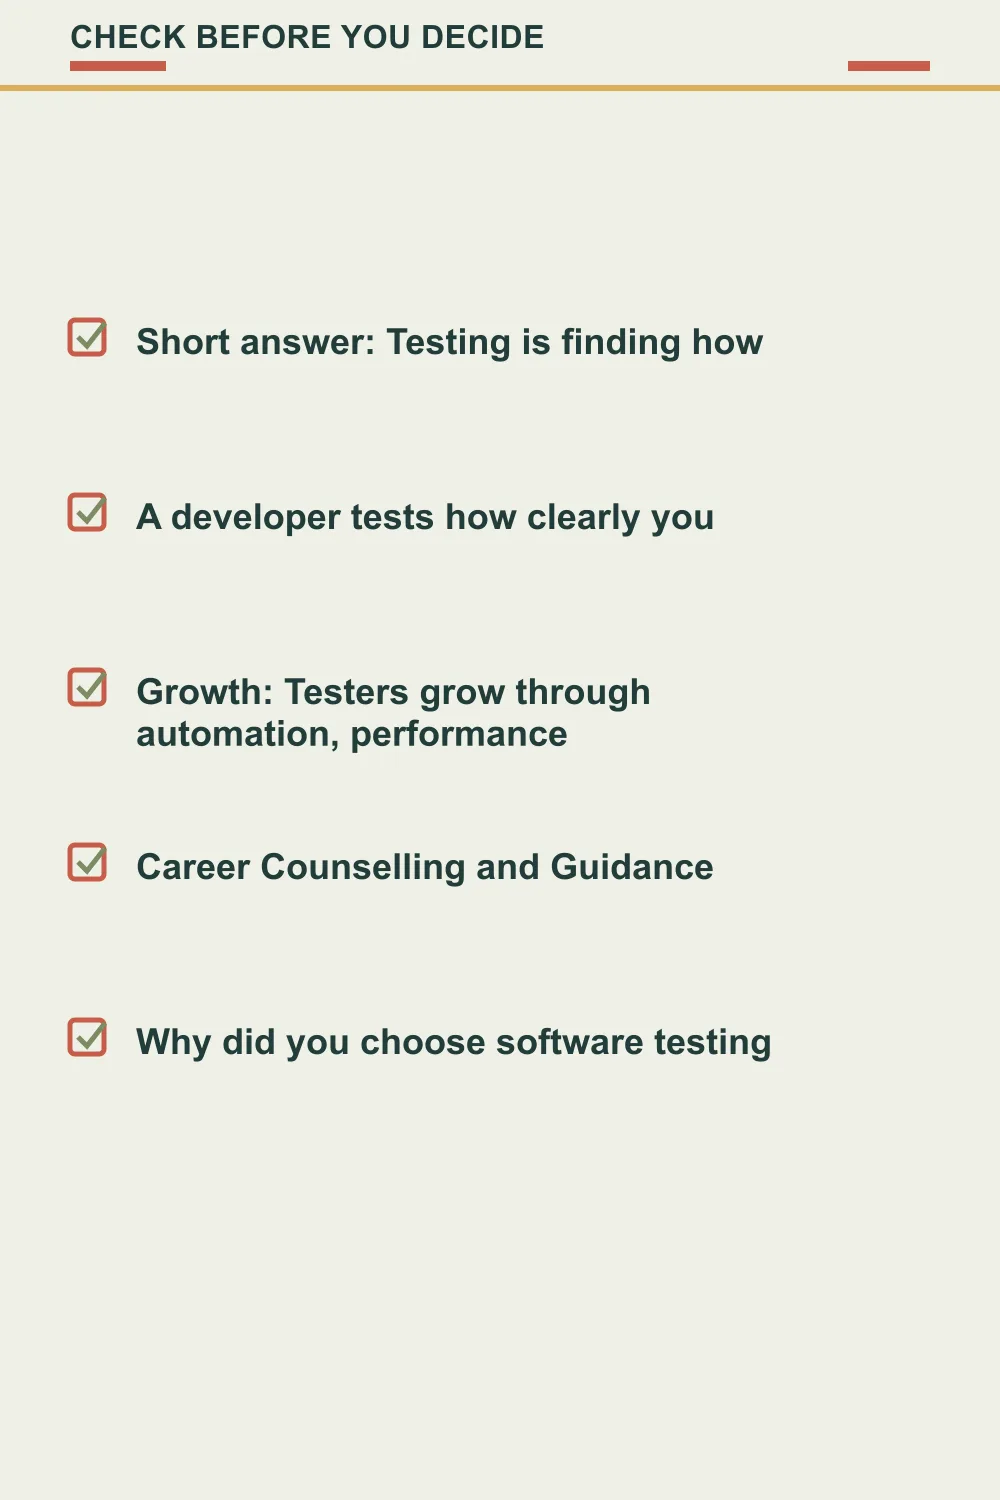 CHECK BEFORE YOU DECIDE
Short answer: Testing is finding how
A developer tests how clearly you
Growth: Testers grow through
automation, performance
Career Counselling and Guidance
Why did you choose software testing